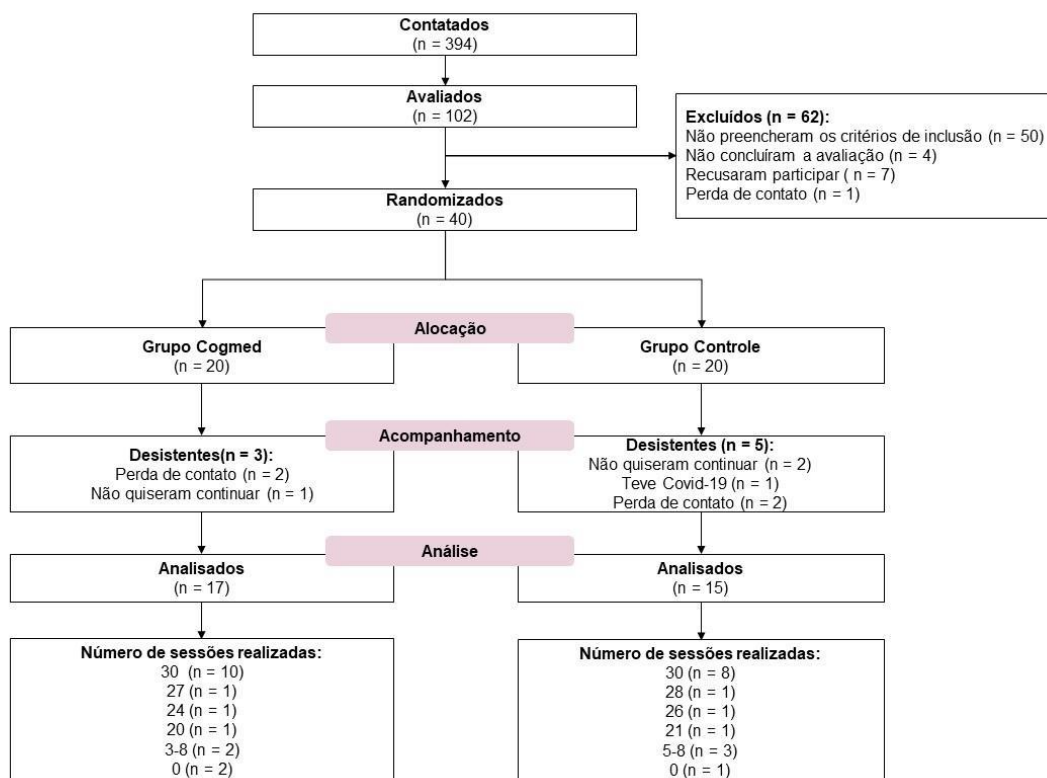 Contatados
(n = 394)
Avaliados
(n = 102)
Excluídos (n = 62):
Não preencheram os critérios de inclusão (n = 50)
Não concluíram a avaliação (n = 4)
Recusaram participar ( n = 7)
Perda de contato (n = 1)
Randomizados
(n = 40)
Alocação
Grupo Cogmed
(n = 20)
Grupo Controle
(n = 20)
Acompanhamento
Desistentes(n = 3):
Perda de contato (n = 2)
Não quiseram continuar (n = 1)
Desistentes (n = 5):
Não quiseram continuar (n = 2)
Teve Covid-19 (n = 1)
Perda de contato (n = 2)
Análise
Analisados
(n = 17)
Analisados
(n = 15)
Número de sessões realizadas:
30 (n = 10)
27 (n = 1)
24 (n = 1)
20 (n = 1)
3-8 (n = 2)
0 (n = 2)
Número de sessões realizadas:
30 (n = 8)
28 (n = 1)
26 (n = 1)
21 (n = 1)
5-8 (n = 3)
0 (n = 1)